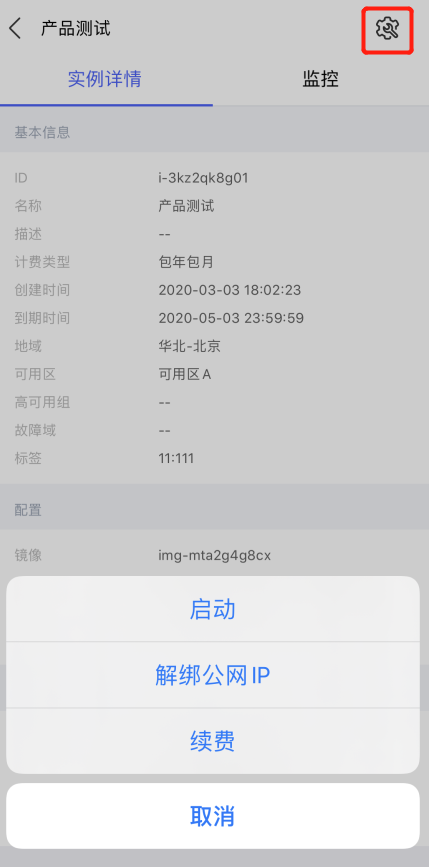 产品测试
实例详情 监控
基本信息
ID i-3kz2qk8g01
名称 产品测试
描述 --
计费类型 包年包月
创建时间 2020-03-03 18:02:23
到期时间 2020-05-03 23:59:59
地域 华北-北京
可用区 可用区A
高可用组 --
故障域 --
标签 11:111
配置
镜像 img-mta2g4g8cx
启动
解绑公网IP
续费
取消